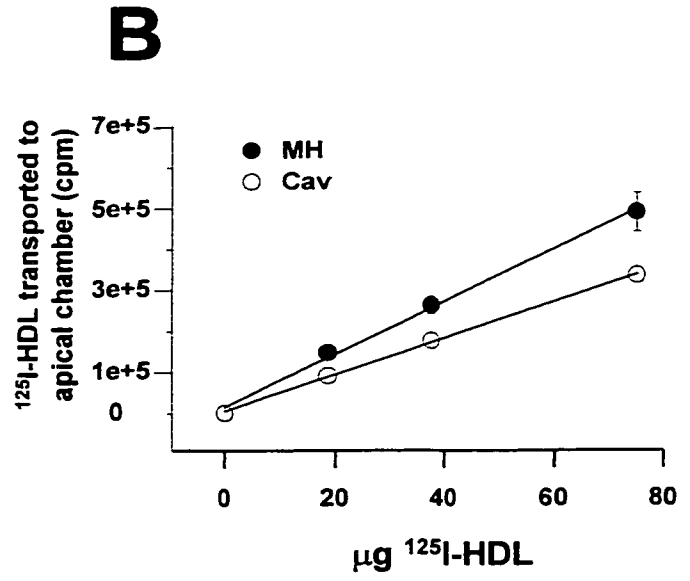 B
¹²⁵I-HDL transported to
apical chamber (cpm)
7e+5
5e+5
3e+5
1e+5
0
MH
Cav
0 20 40 60 80
µg ¹²⁵I-HDL